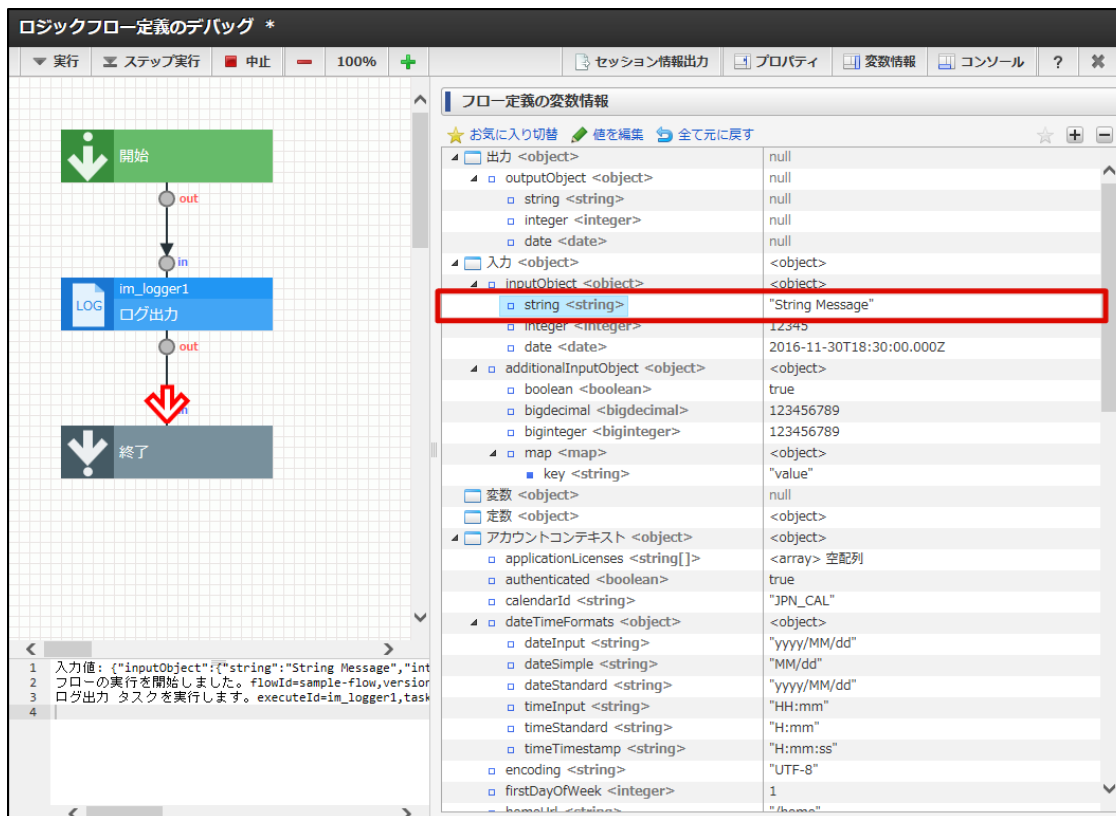 ロジックフロー定義のデバッグ *
実行 ステップ実行 中止 100% セッション情報出力 プロパティ 変数情報 コンソール ?
フロー定義の変数情報
お気に入り切替 値を編集 全て元に戻す
開始
out
in
im_logger1
LOG
ログ出力
out
in
終了
出力 <object> null
outputObject <object> null
string <string> null
integer <integer> null
date <date> null
入力 <object> <object>
inputObject <object> <object>
string <string> "String Message"
integer <integer> 12345
date <date> 2016-11-30T18:30:00.000Z
additionalInputObject <object> <object>
boolean <boolean> true
bigdecimal <bigdecimal> 123456789
biginteger <biginteger> 123456789
map <map> <object>
key <string> "value"
変数 <object> null
定数 <object> <object>
アカウントコンテキスト <object> <object>
applicationLicenses <string[]> <array> 空配列
authenticated <boolean> true
calendarId <string> "JPN_CAL"
dateTimeFormats <object> <object>
dateInput <string> "yyyy/MM/dd"
dateSimple <string> "MM/dd"
dateStandard <string> "yyyy/MM/dd"
timeInput <string> "HH:mm"
timeStandard <string> "H:mm"
timeTimestamp <string> "H:mm:ss"
encoding <string> "UTF-8"
firstDayOfWeek <integer> 1
homeUrl <string> "/home"
1 入力値: {"inputObject":{"string":"String Message","int
2 フローの実行を開始しました。flowId=sample-flow,version
3 ログ出力 タスクを実行します。executeId=im_logger1,task
4